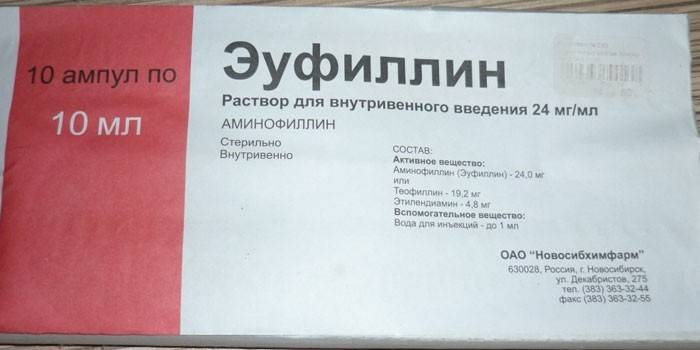 10 ампул по
10 мл
Эуфиллин
Раствор для внутривенного введения 24 мг/мл
АМИНОФИЛЛИН
Стерильно
Внутривенно
СОСТАВ:
Активное вещество:
Аминофиллин (Эуфиллин) - 24,0 мг
или
Теофиллин - 19,2 мг
Этилендиамин - 4,8 мг
Вспомогательное вещество:
Вода для инъекций - до 1 мл
ОАО "Новосибхимфарм"
630028, Россия, г. Новосибирск,
ул. Декабристов, 275
тел. (383) 363-32-44
факс (383) 363-32-55